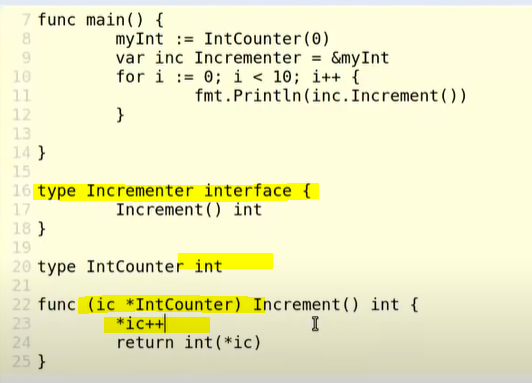 7 func main() {
8 myInt := IntCounter(0)
9 var inc Incrementer = &myInt
10 for i := 0; i < 10; i++ {
11 fmt.Println(inc.Increment())
12 }
13
14 }
15
16 type Incrementer interface {
17 Increment() int
18 }
19
20 type IntCounter int
21
22 func (ic *IntCounter) Increment() int {
23 *ic++
24 return int(*ic)
25 }